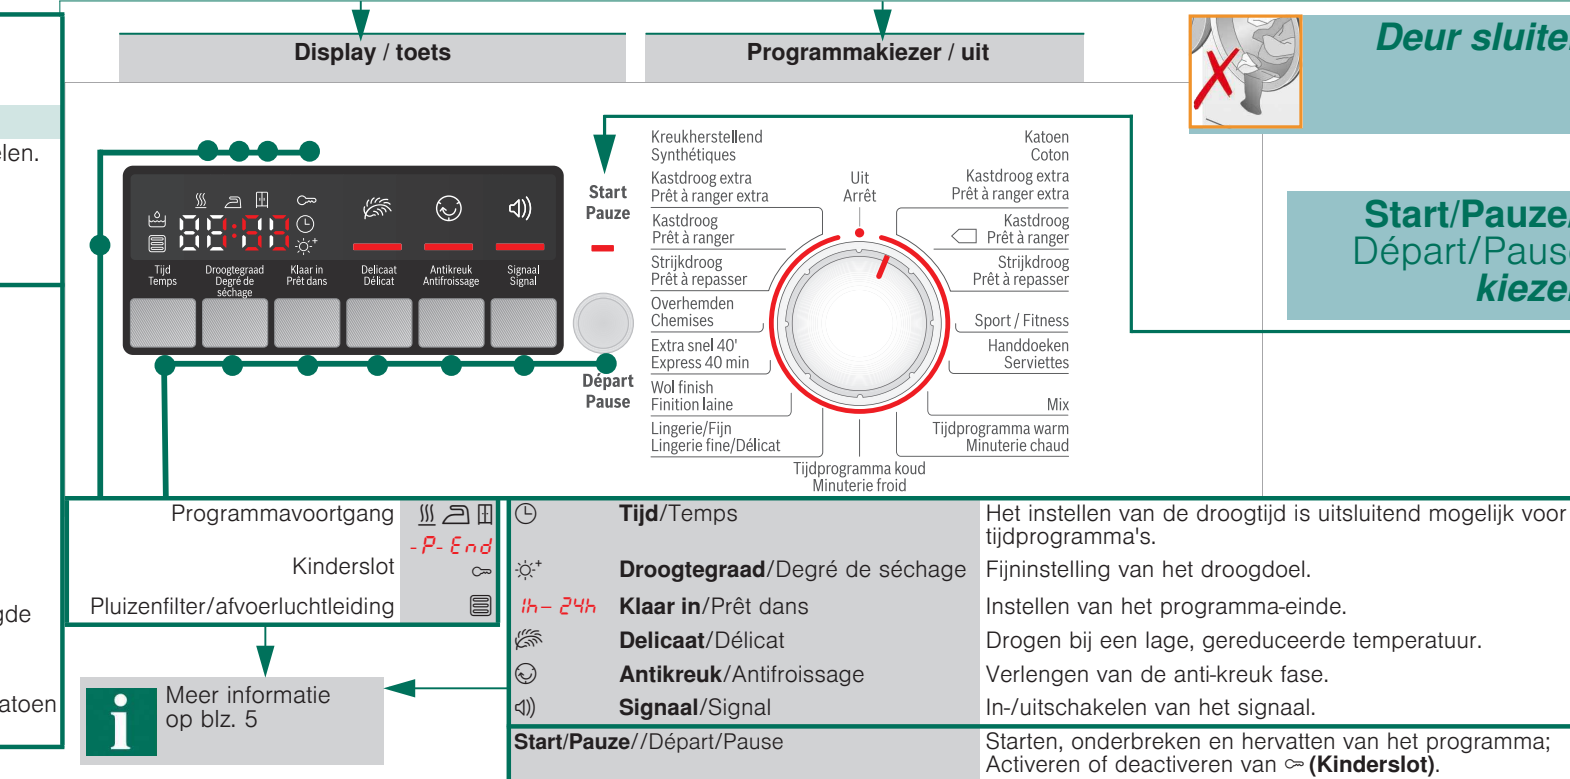 Display / toets
Programmakiezer / uit
Deur sluite
elen.
Start/Pauze/
Départ/Pause
kieze
Tijd
Temps
Droogtegraad
Degré de
séchage
Klaar in
Prêt dans
Delicaat
Délicat
Antikreuk
Antifroissage
Signaal
Signal
Start
Pauze
Départ
Pause
Kreukherstellend
Synthétiques
Kastdroog extra
Prêt à ranger extra
Kastdroog
Prêt à ranger
Strijkdroog
Prêt à repasser
Overhemden
Chemises
Extra snel 40'
Express 40 min
Wol finish
Finition laine
Lingerie/Fijn
Lingerie fine/Délicat
Uit
Arrêt
Katoen
Coton
Kastdroog extra
Prêt à ranger extra
Kastdroog
Prêt à ranger
Strijkdroog
Prêt à repasser
Sport / Fitness
Handdoeken
Serviettes
Mix
Tijdprogramma warm
Minuterie chaud
Tijdprogramma koud
Minuterie froid
Programmavoortgang
-P- End
Kinderslot
Pluizenfilter/afvoerluchtleiding
gde
atoen
i
Meer informatie
op blz. 5
Tijd/Temps
Het instellen van de droogtijd is uitsluitend mogelijk voor
tijdprogramma's.
Droogtegraad/Degré de séchage
Fijninstelling van het droogdoel.
1h- 24h Klaar in/Prêt dans
Instellen van het programma-einde.
Delicaat/Délicat
Drogen bij een lage, gereduceerde temperatuur.
Antikreuk/Antifroissage
Verlengen van de anti-kreuk fase.
Signaal/Signal
In-/uitschakelen van het signaal.
Start/Pauze//Départ/Pause
Starten, onderbreken en hervatten van het programma;
Activeren of deactiveren van (Kinderslot).